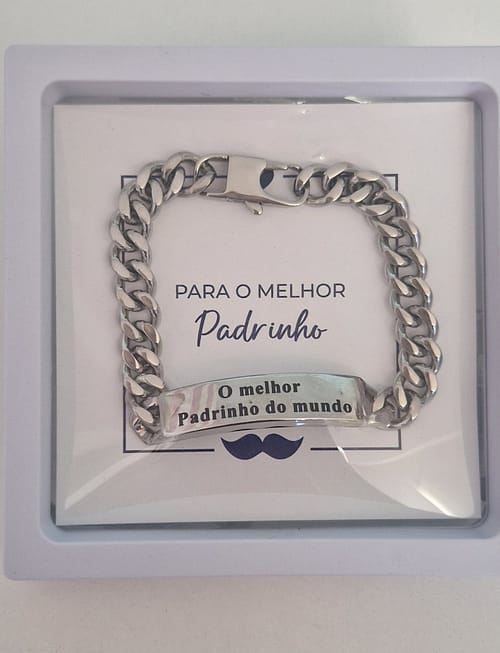 PARA O MELHOR
Padrinho
O melhor
Padrinho do mundo